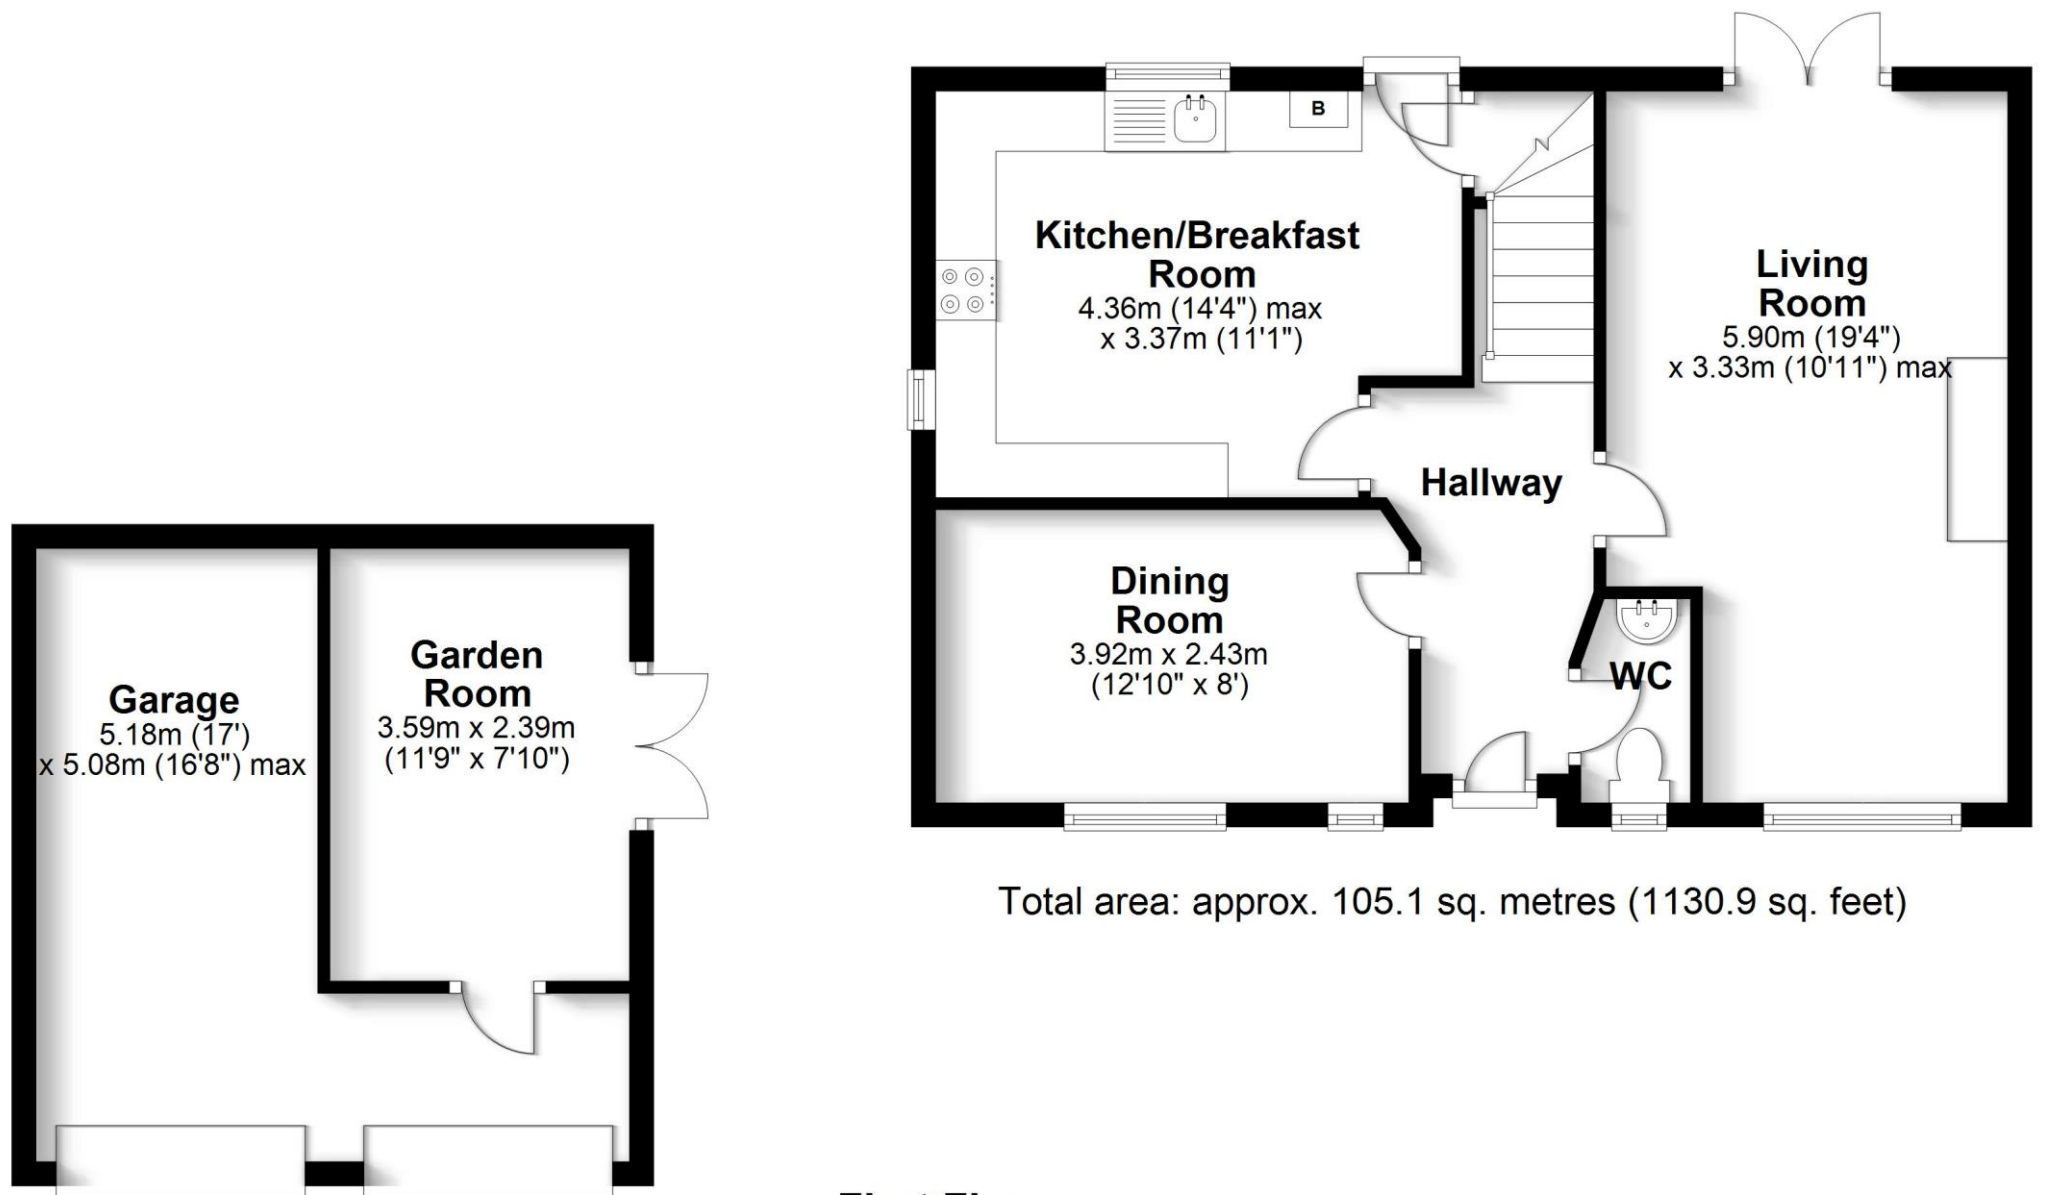 B
Kitchen/Breakfast
Room
4.36m (14'4") max
x 3.37m (11'1")
Living
Room
5.90m (19'4")
x 3.33m (10'11") max
Hallway
Dining
Room
3.92m x 2.43m
(12'10" x 8')
WC
Garden
Room
3.59m x 2.39m
(11'9" x 7'10")
Garage
5.18m (17')
x 5.08m (16'8") max
Total area: approx. 105.1 sq. metres (1130.9 sq. feet)